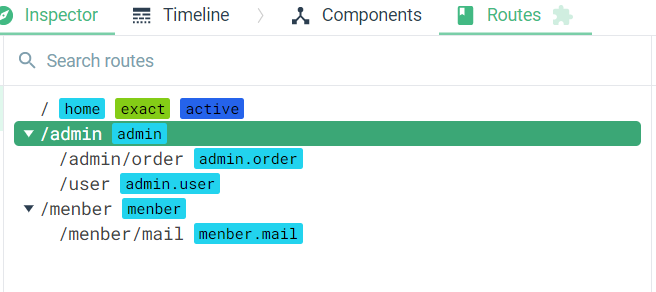 Inspector Timeline Components Routes
Search routes
/ home exact active
/admin admin
/admin/order admin.order
/user admin.user
/menber menber
/menber/mail menber.mail